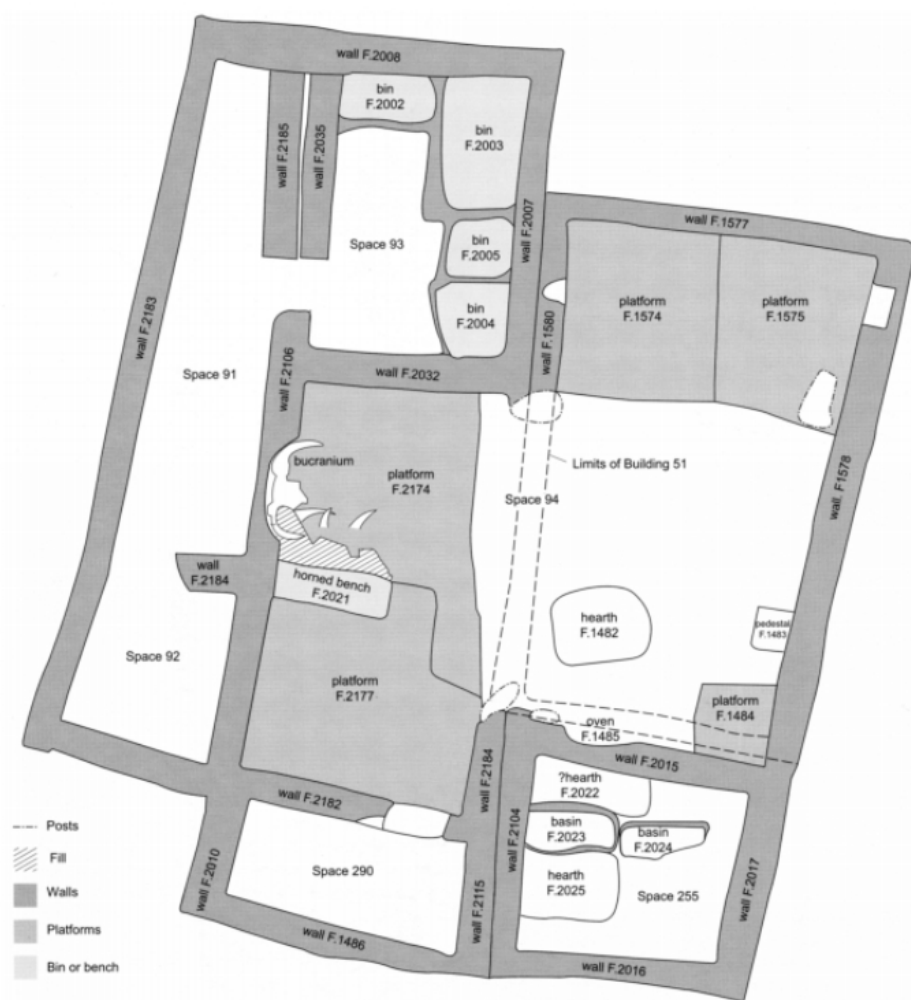 wall F.2008
bin
F.2002
bin
F.2003
wall F.2185
wall F.2035
wall F.2007
wall F.1577
Space 93
bin
F.2005
bin
F.2004
platform
F.1574
platform
F.1575
wall F.2183
wall F.1580
Space 91
wall F.2106
wall F.2032
bucranium
platform
F.2174
Limits of Building 51
Space 94
wall. F.1578
wall
F.2184
horned bench
F.2021
hearth
F.1482
pedestal
F.1483
Space 92
platform
F.2177
platform
F.1484
oven
F.1485
wall F.2184
wall F.2015
wall F.2182
?hearth
F.2022
basin
F.2023
basin
F.2024
wall F.2104
wall F.2010
Space 290
hearth
F.2025
Space 255
wall F.2017
wall F.2115
wall F.1486
wall F.2016
Posts
Fill
Walls
Platforms
Bin or bench